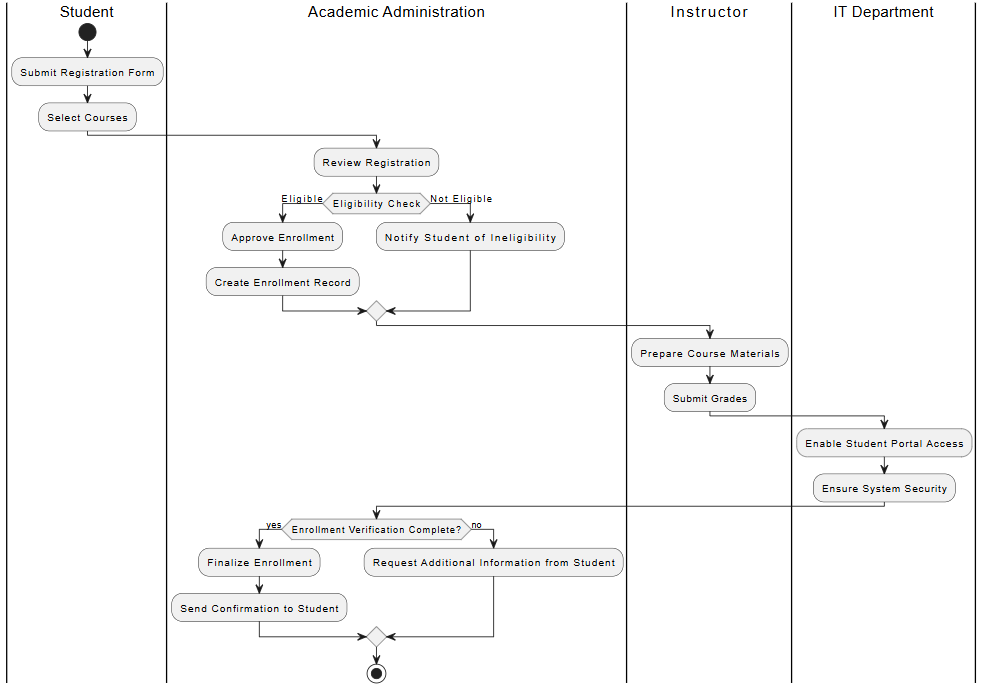 Student
Academic Administration
Instructor
IT Department
Submit Registration Form
Select Courses
Review Registration
Eligible
Eligibility Check
Not Eligible
Approve Enrollment
Notify Student of Ineligibility
Create Enrollment Record
Prepare Course Materials
Submit Grades
Enable Student Portal Access
Ensure System Security
yes
Enrollment Verification Complete?
no
Finalize Enrollment
Request Additional Information from Student
Send Confirmation to Student